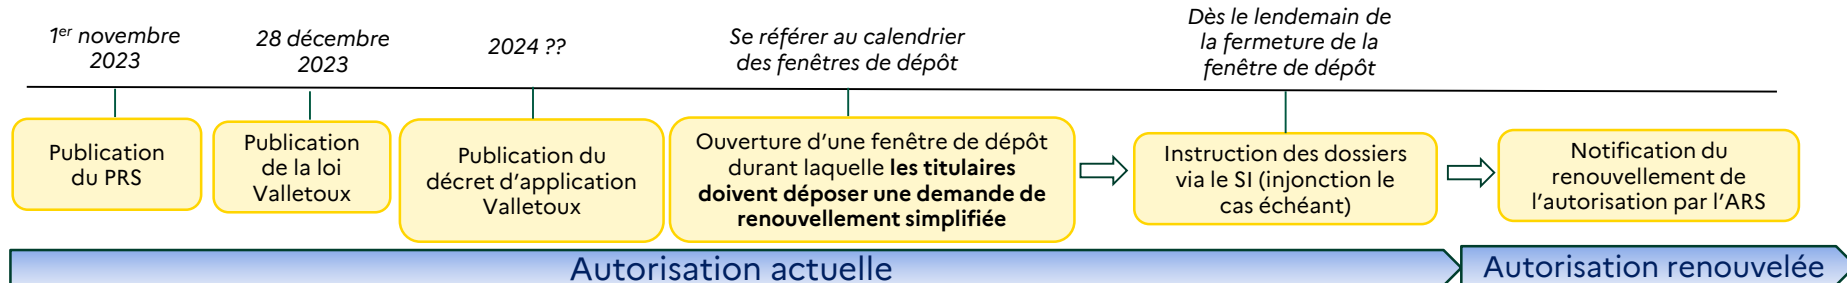 1er novembre
2023
28 décembre
2023
2024 ??
Se référer au calendrier
des fenêtres de dépôt
Dès le lendemain de
la fermeture de la
fenêtre de dépôt
Publication
du PRS
Publication
de la loi
Valletoux
Publication du
décret d'application
Valletoux
Ouverture d'une fenêtre de dépôt
durant laquelle les titulaires
doivent déposer une demande de
renouvellement simplifiée
Instruction des dossiers
via le SI (injonction le
cas échéant)
Notification du
renouvellement de
l'autorisation par l'ARS
Autorisation actuelle
Autorisation renouvelée